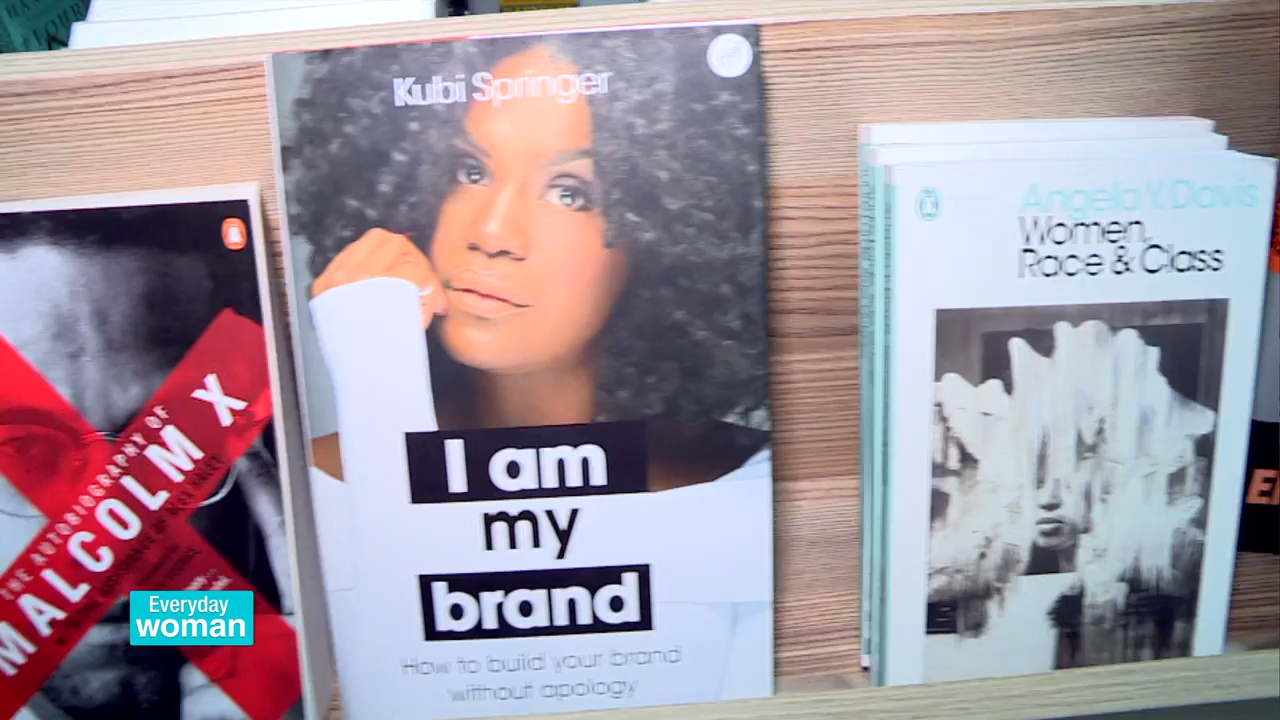 Kubi Springer
I am
my
brand
How to build your brand
without apology
THE AUTOBIOGRAPHY OF
MALCOLM X
Angela Y. Davis
Women,
Race & Class
Everyday
woman